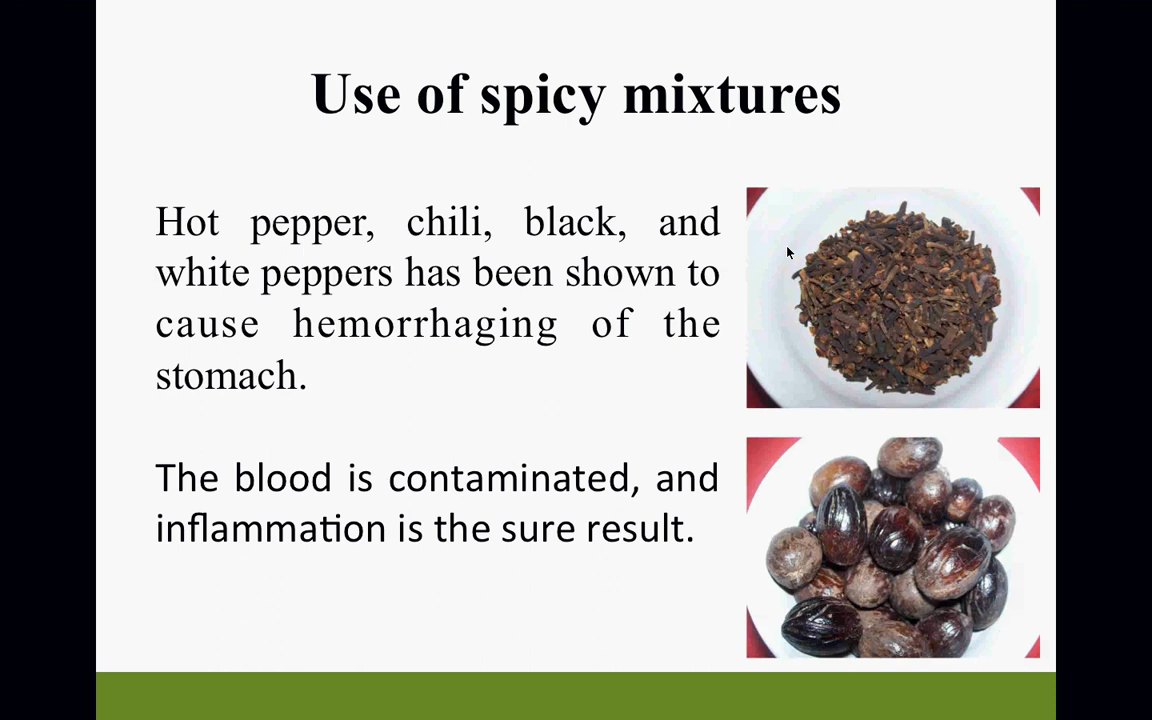 Use of spicy mixtures
Hot pepper, chili, black, and
white peppers has been shown to
cause hemorrhaging of the
stomach.
The blood is contaminated, and
inflammation is the sure result.